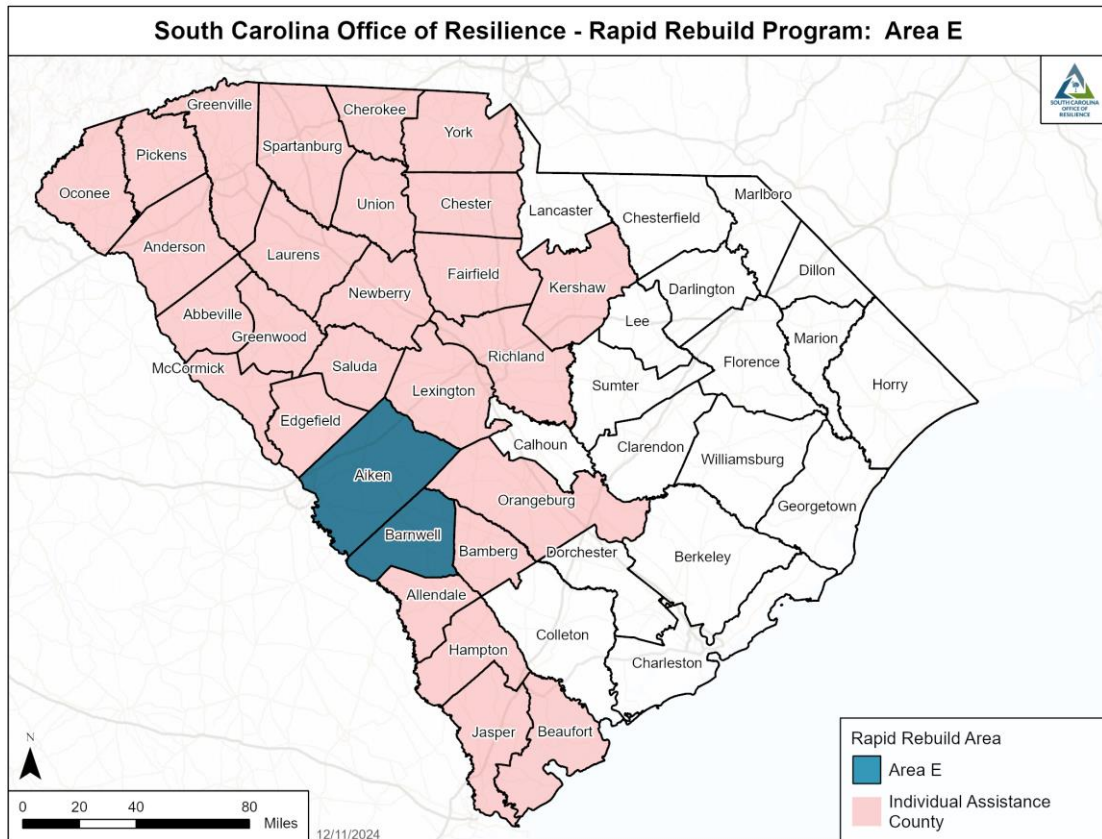 South Carolina Office of Resilience - Rapid Rebuild Program: Area E
SOUTH CAROLINA
OFFICE OF
RESILIENCE
Greenville
Cherokee
York
Pickens
Spartanburg
Oconee
Union
Chester
Lancaster
Chesterfield
Marlboro
Anderson
Laurens
Fairfield
Kershaw
Dillon
Newberry
Darlington
Abbeville
Greenwood
Lee
Marion
McCormick
Saluda
Richland
Florence
Horry
Lexington
Sumter
Edgefield
Calhoun
Clarendon
Williamsburg
Aiken
Orangeburg
Georgetown
Barnwell
Bamberg
Dorchester
Berkeley
Allendale
Colleton
Hampton
Charleston
Jasper
Beaufort
Rapid Rebuild Area
Area E
Individual Assistance
County
N
0 20 40 80
Miles
12/11/2024